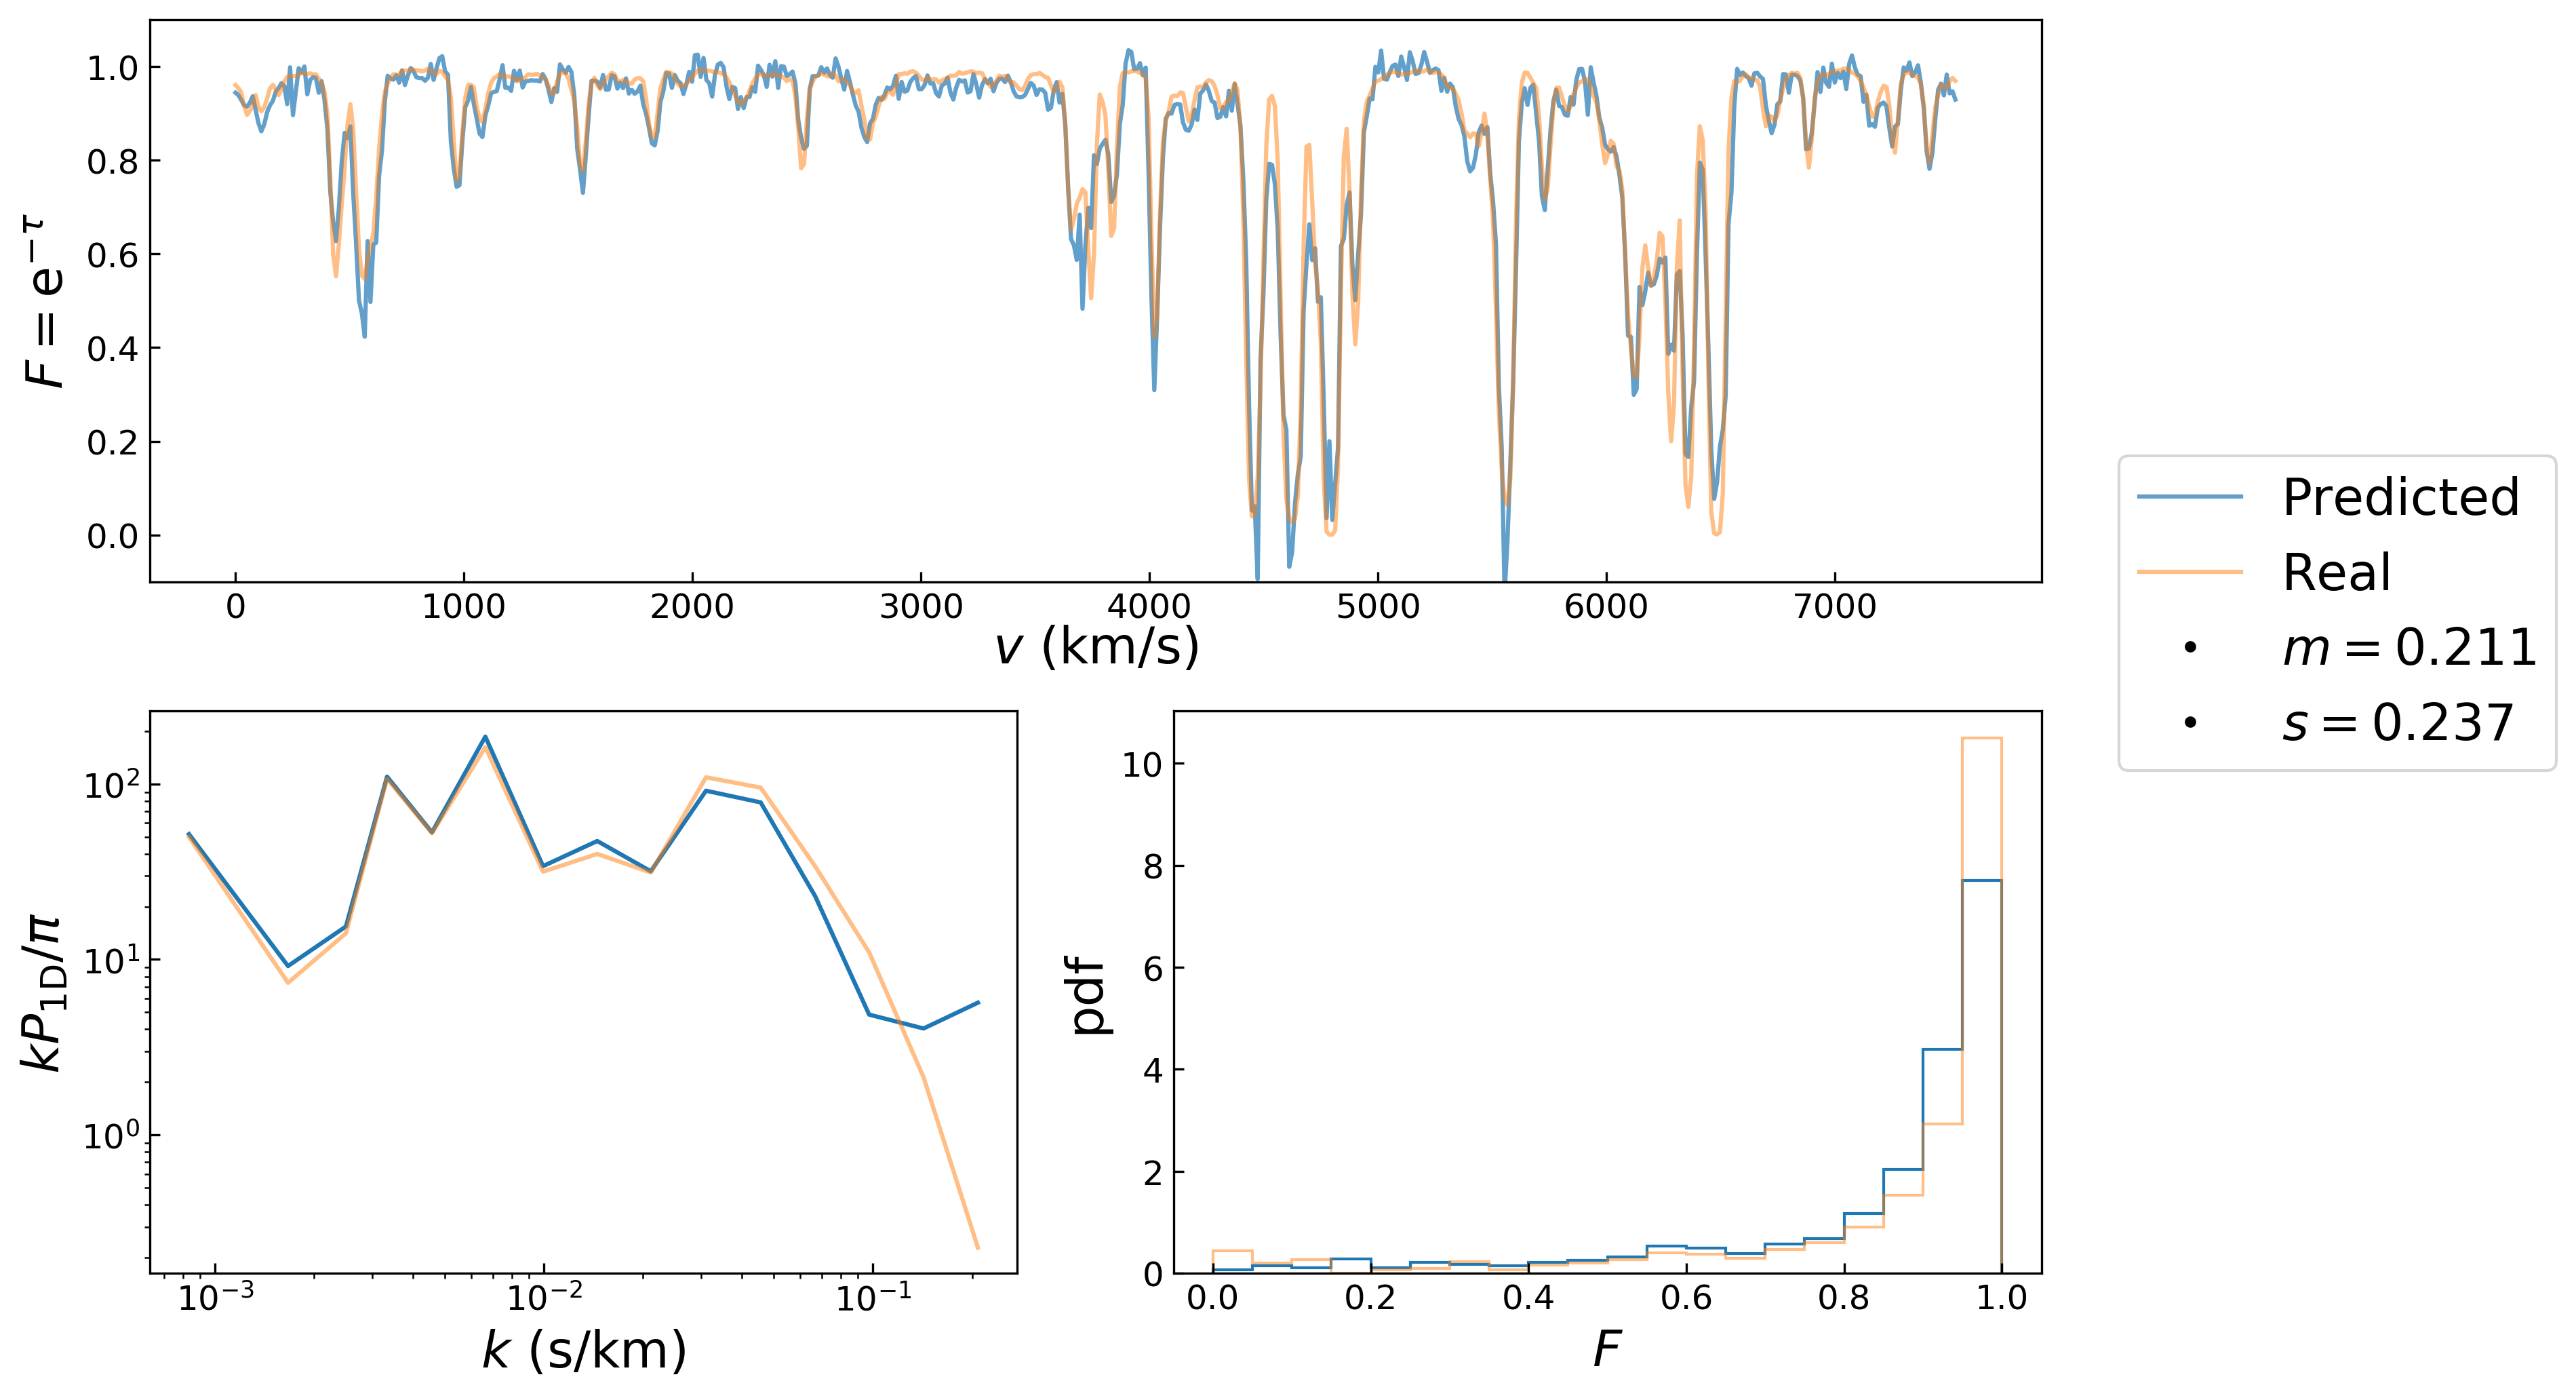 1.0
0.8
0.6
0.4
0.2
0.0
F = e^{-τ}
0 1000 2000 3000 4000 5000 6000 7000
v (km/s)
Predicted
Real
m = 0.211
s = 0.237
10^2
10^1
10^0
kP_{1D}/π
10^{-3} 10^{-2} 10^{-1}
k (s/km)
10
8
6
4
2
0
pdf
0.0 0.2 0.4 0.6 0.8 1.0
F